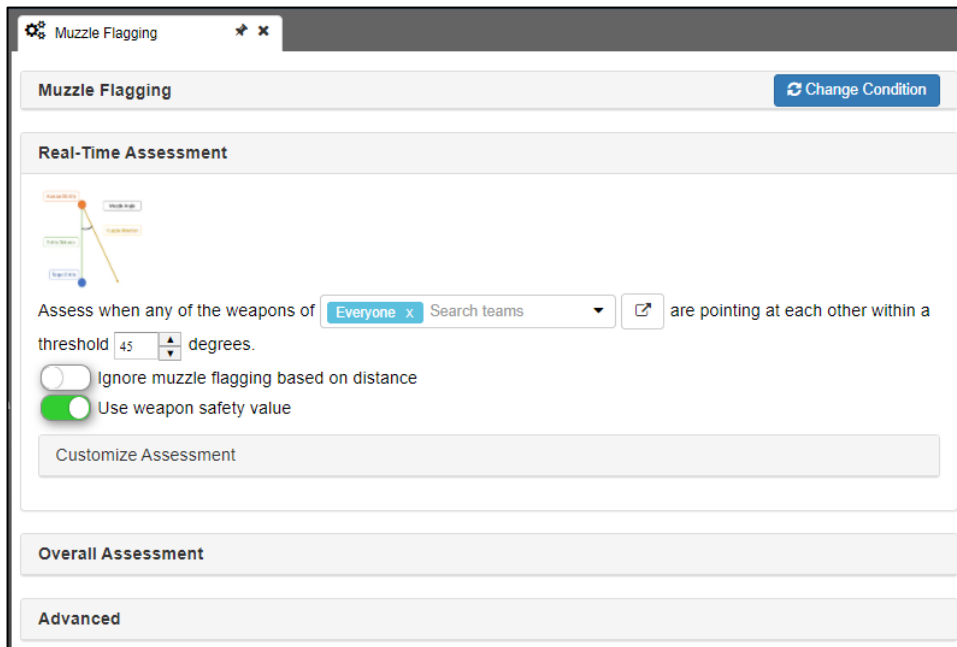 Muzzle Flagging
Muzzle Flagging
Change Condition
Real-Time Assessment
Muzzle Angle
Target Entity
Assess when any of the weapons of Everyone x Search teams are pointing at each other within a
threshold 45 degrees.
Ignore muzzle flagging based on distance
Use weapon safety value
Customize Assessment
Overall Assessment
Advanced